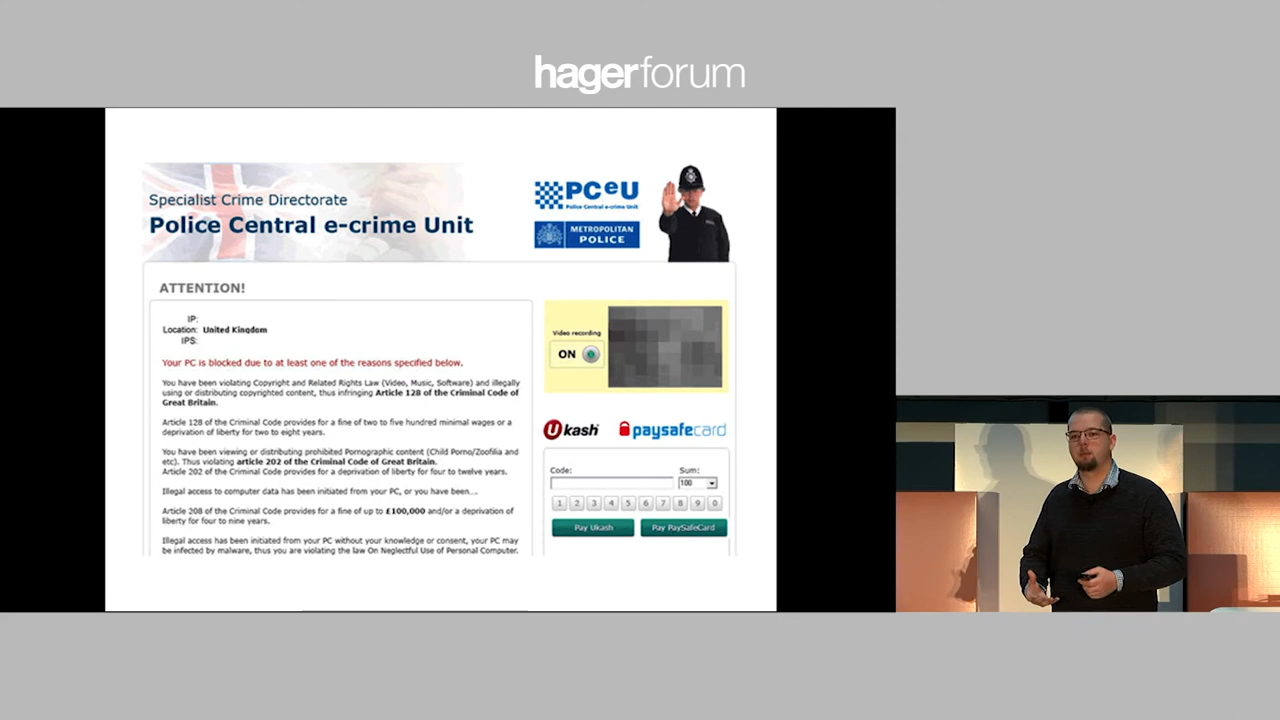 hagerforum
Specialist Crime Directorate
Police Central e-crime Unit
PCeU
Police Central e-crime Unit
METROPOLITAN
POLICE
ATTENTION!
IP:
Location: United Kingdom
IPS:
Your PC is blocked due to at least one of the reasons specified below.
You have been violating Copyright and Related Rights Law (Video, Music, Software) and illegally
using or distributing copyrighted content, thus infringing Article 128 of the Criminal Code of
Great Britain.
Article 128 of the Criminal Code provides for a fine of two to five hundred minimal wages or a
deprivation of liberty for two to eight years.
You have been viewing or distributing prohibited Pornographic content (Child Porno/Zoofilia and
etc). Thus violating article 202 of the Criminal Code of Great Britain.
Article 202 of the Criminal Code provides for a deprivation of liberty for four to twelve years.
Illegal access to computer data has been initiated from your PC, or you have been...
Article 208 of the Criminal Code provides for a fine of up to £100,000 and/or a deprivation of
liberty for four to nine years.
Illegal access has been initiated from your PC without your knowledge or consent, your PC may
be infected by malware, thus you are violating the law On Neglectful Use of Personal Computer.
Video recording
ON
Ukash
paysafecard
Code:
Sum:
100
1 2 3 4 5 6 7 8 9 0
Pay Ukash
Pay PaySafeCard